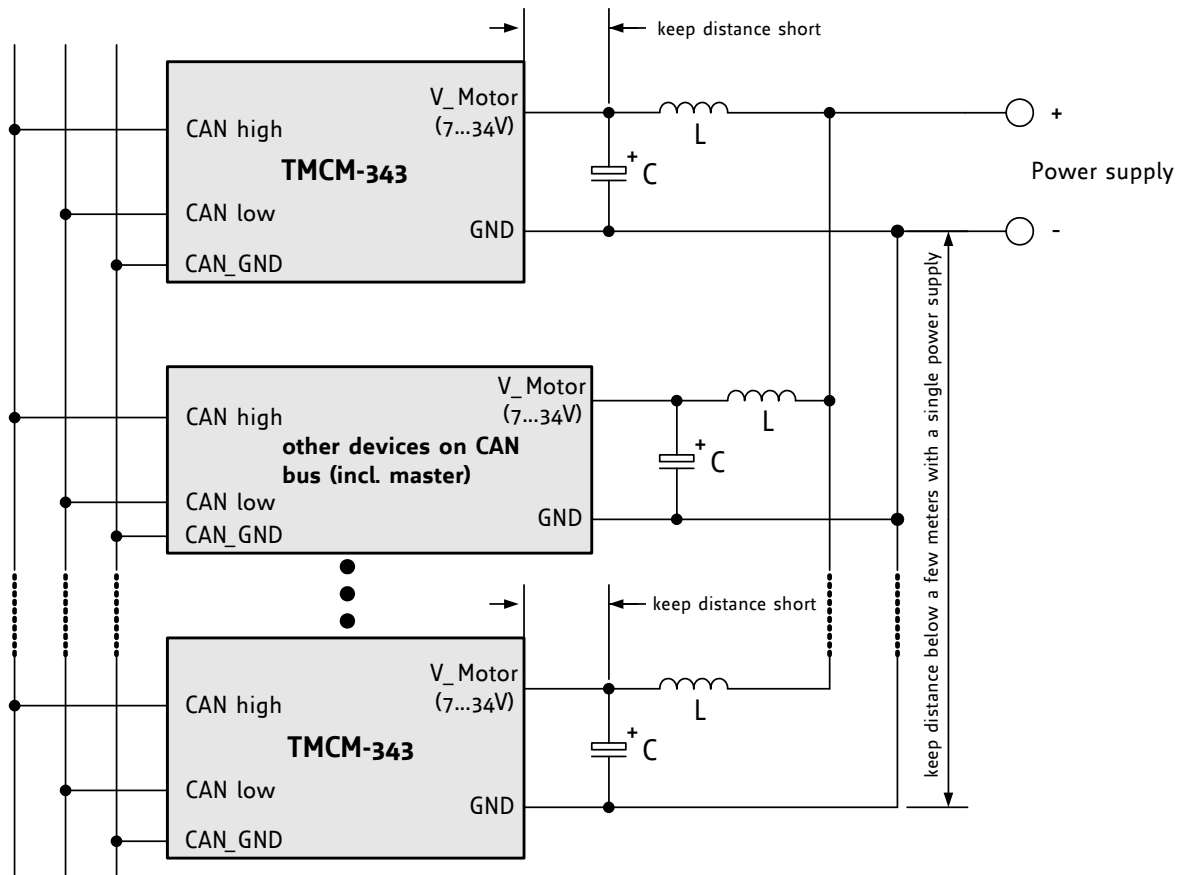 keep distance short
V_Motor
(7...34V)
+
CAN high
L
TMCM-343
+
C
Power supply
CAN low
GND
-
CAN_GND
keep distance below a few meters with a single power supply
V_Motor
(7...34V)
CAN high
L
other devices on CAN
bus (incl. master)
+
C
CAN low
GND
CAN_GND
keep distance short
V_Motor
(7...34V)
CAN high
L
TMCM-343
+
C
CAN low
GND
CAN_GND